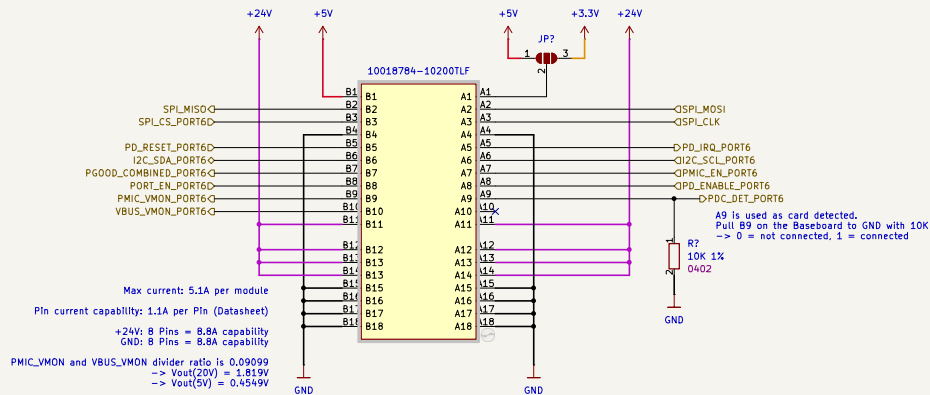 +24V
+5V
+5V
+3.3V
+24V
JP?
1
3
2
10018784-10200TLF
B1
B1
A1
A1
SPI_MISO
B2
B2
A2
A2
SPI_MOSI
SPI_CS_PORT6
B3
B3
A3
A3
SPI_CLK
B4
B4
A4
A4
PD_RESET_PORT6
B5
B5
A5
A5
PD_IRQ_PORT6
I2C_SDA_PORT6
B6
B6
A6
A6
I2C_SCL_PORT6
PGOOD_COMBINED_PORT6
B7
B7
A7
A7
PMIC_EN_PORT6
PORT_EN_PORT6
B8
B8
A8
A8
PD_ENABLE_PORT6
PMIC_VMON_PORT6
B9
B9
A9
A9
PDC_DET_PORT6
VBUS_VMON_PORT6
B10
B10
A10
A10
B11
B11
A11
A11
A9 is used as card detected.
Pull B9 on the Baseboard to GND with 10K
-> 0 = not connected, 1 = connected
B12
B12
A12
A12
B13
B13
A13
A13
B14
B14
A14
A14
B15
B15
A15
A15
B16
B16
A16
A16
B17
B17
A17
A17
B18
B18
A18
A18
1
R?
10K 1%
0402
2
GND
Max current: 5.1A per module
Pin current capability: 1.1A per Pin (Datasheet)
+24V: 8 Pins = 8.8A capability
GND: 8 Pins = 8.8A capability
PMIC_VMON and VBUS_VMON divider ratio is 0.09099
-> Vout(20V) = 1.819V
-> Vout(5V) = 0.4549V
GND
GND